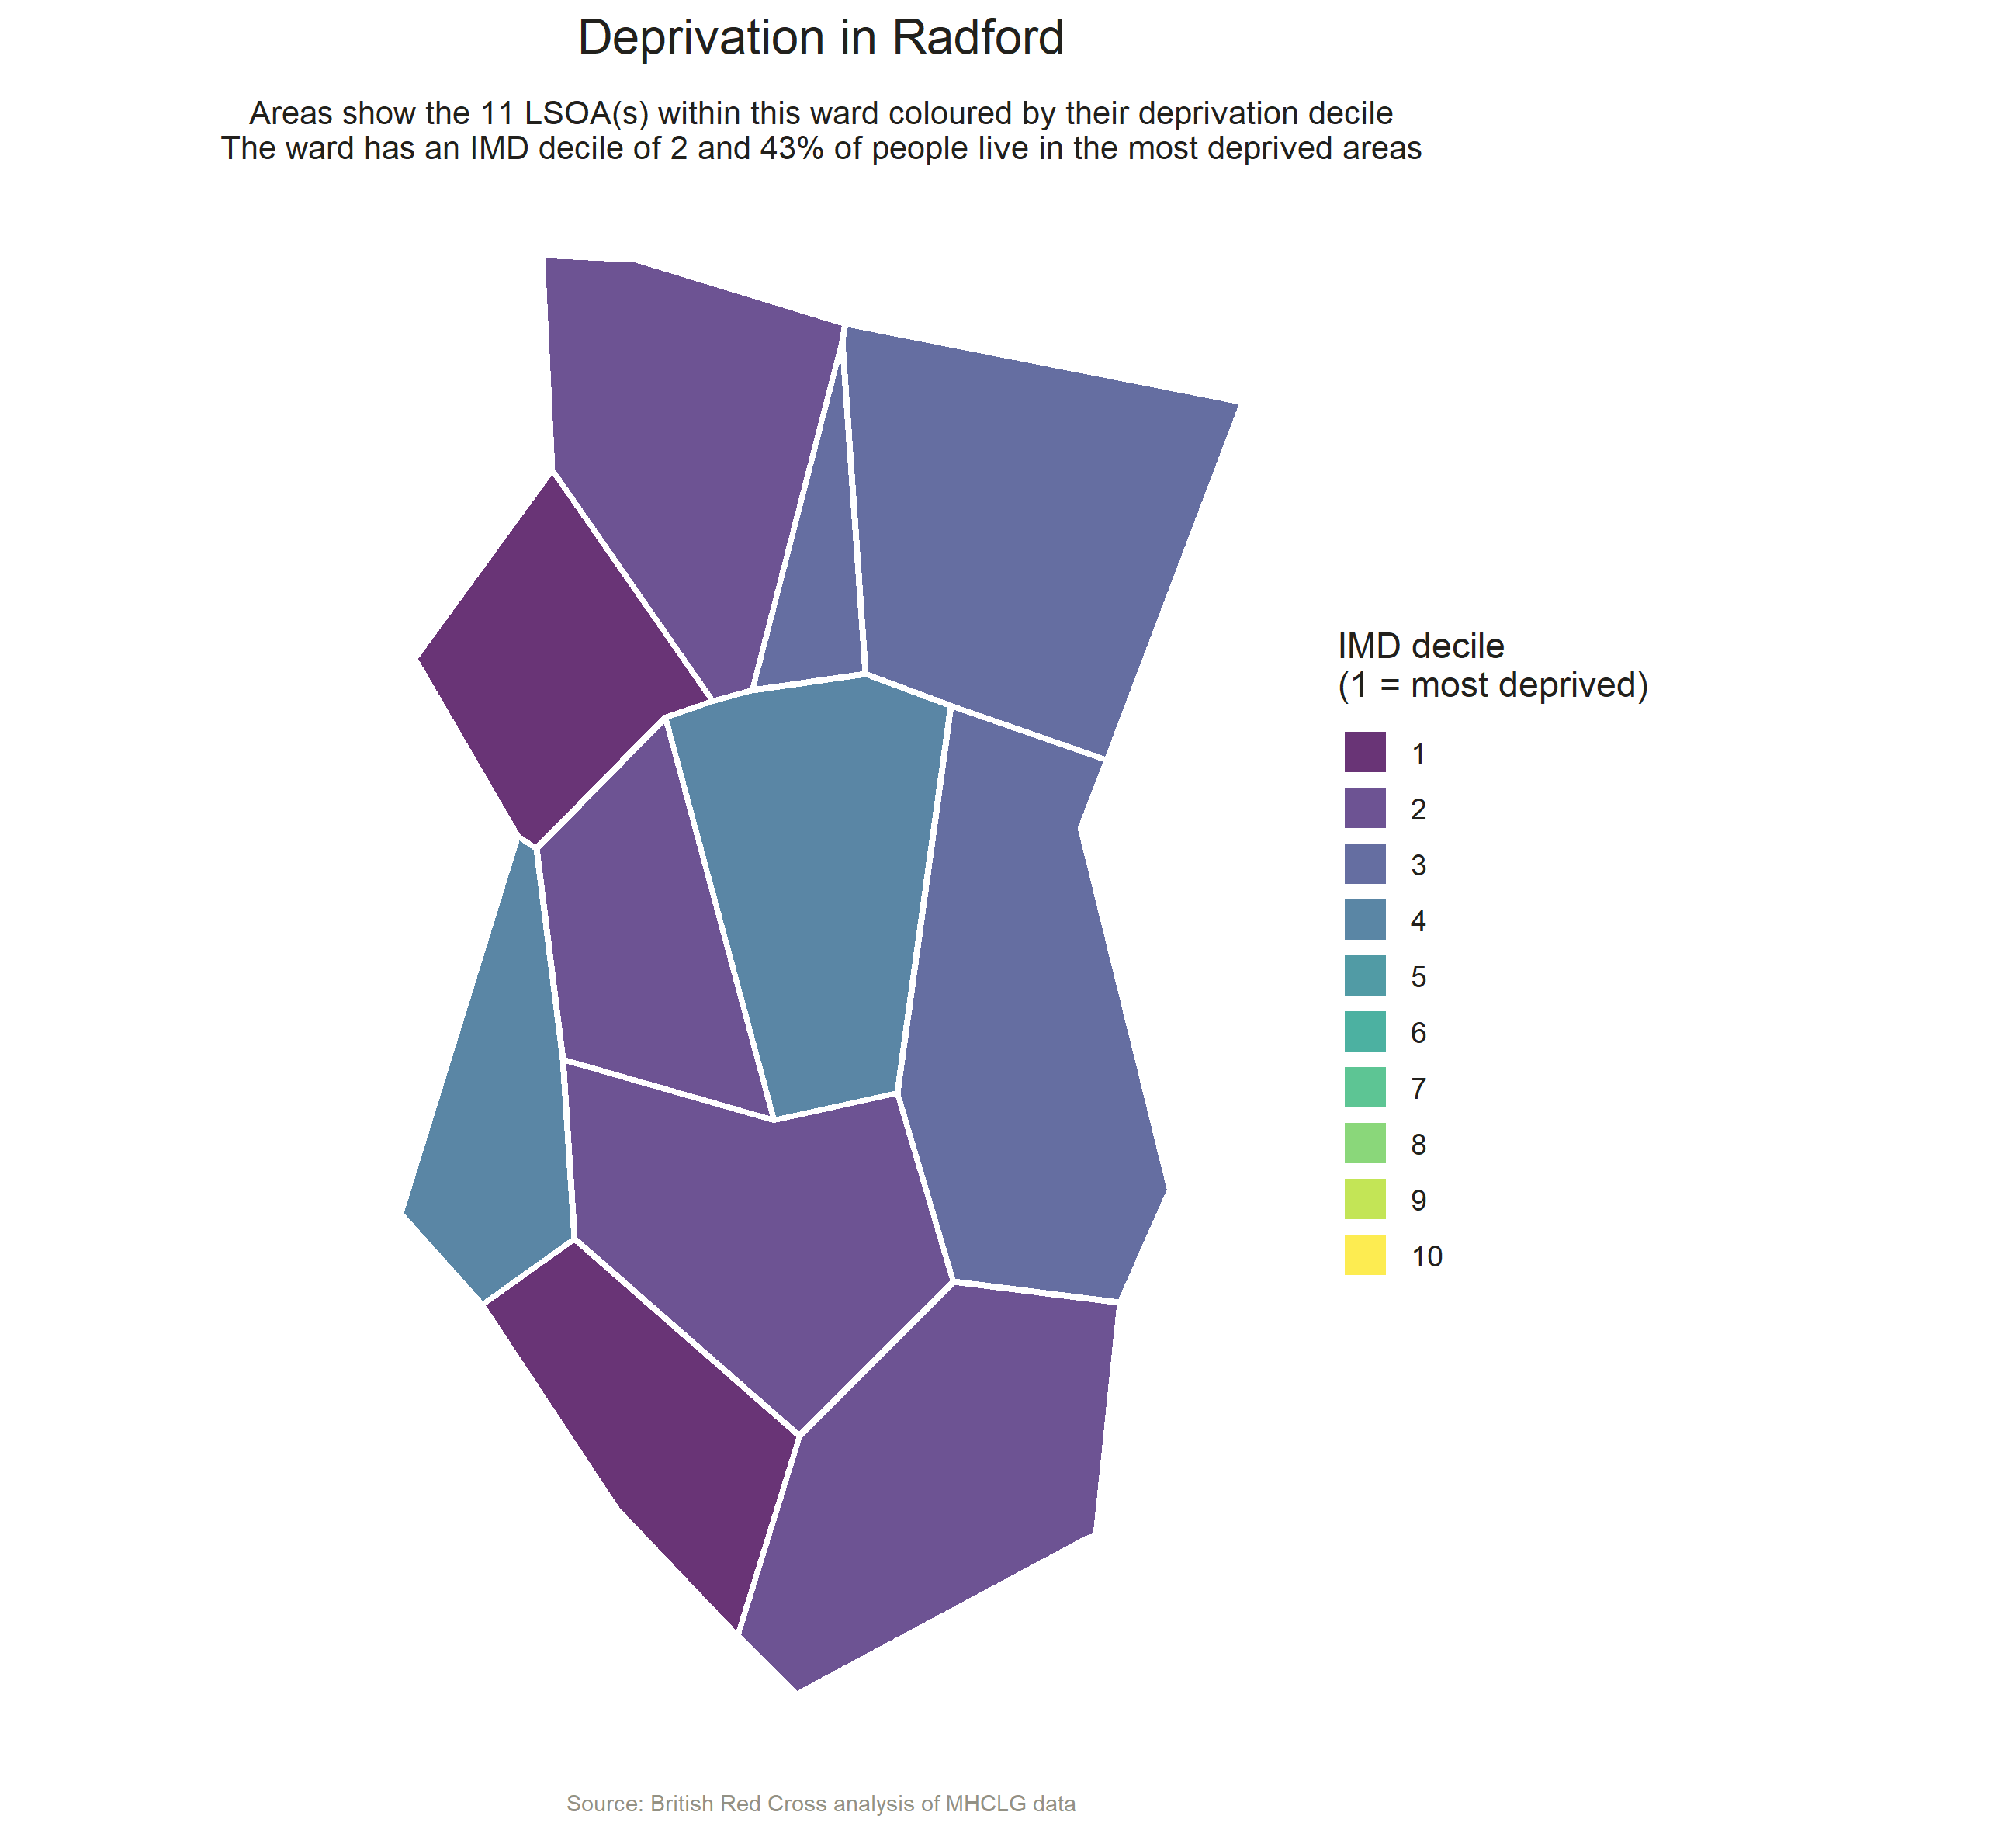 Deprivation in Radford
Areas show the 11 LSOA(s) within this ward coloured by their deprivation decile
The ward has an IMD decile of 2 and 43% of people live in the most deprived areas
IMD decile
(1 = most deprived)
1
2
3
4
5
6
7
8
9
10
Source: British Red Cross analysis of MHCLG data